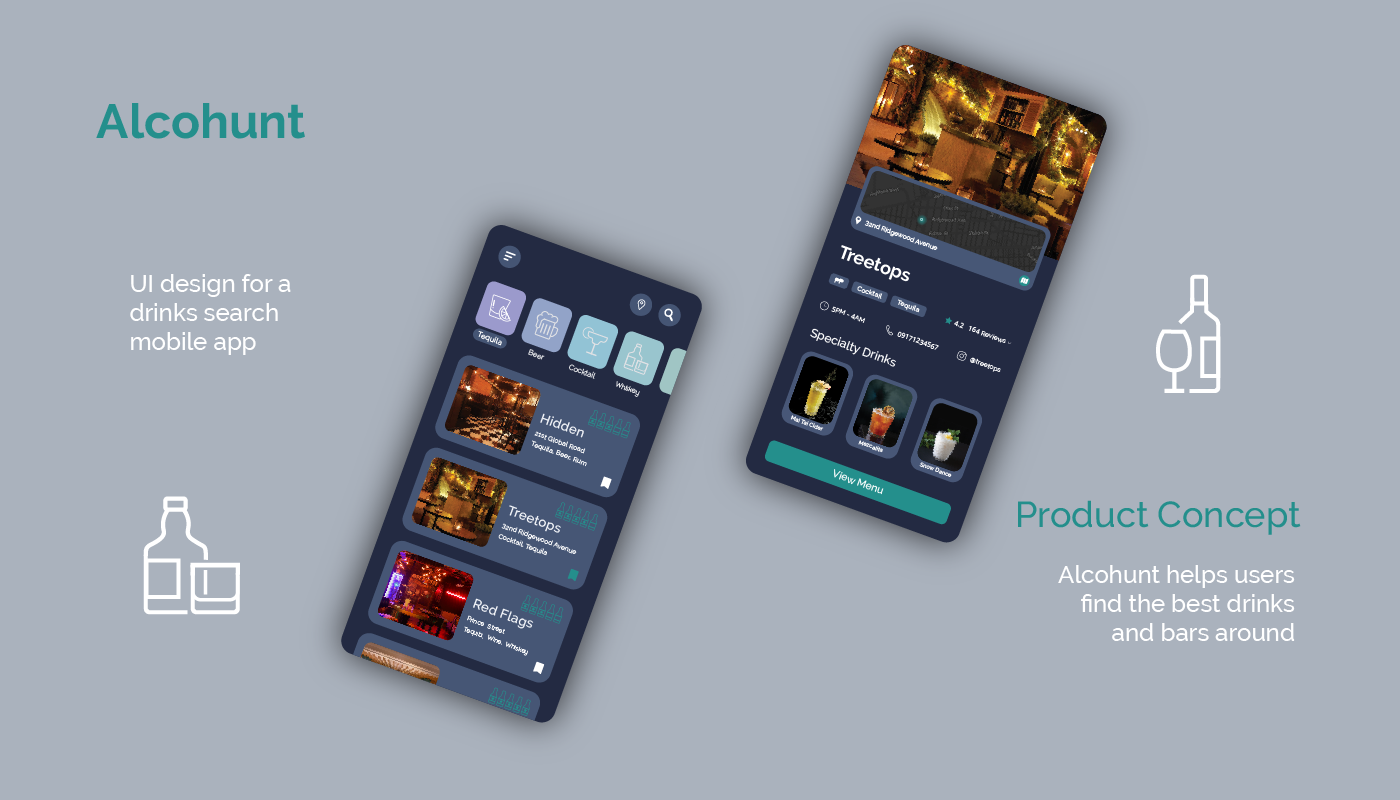 Alcohunt
UI design for a
drinks search
mobile app
Tequila
Beer
Cocktail
Whiskey
Hidden
2151 Global Road
Tequila, Beer, Rum
Treetops
32nd Ridgewood Avenue
Cocktail, Tequila
Red Flags
Prince Street
Tequila, Wine, Whiskey
32nd Ridgewood Avenue
Treetops
Cocktail
Tequila
4.2 164 Reviews
5PM - 4AM
09171234567
@treetops
Specialty Drinks
Mai Tai Cider
Mezcalita
Snow Dance
View Menu
Product Concept
Alcohunt helps users
find the best drinks
and bars around